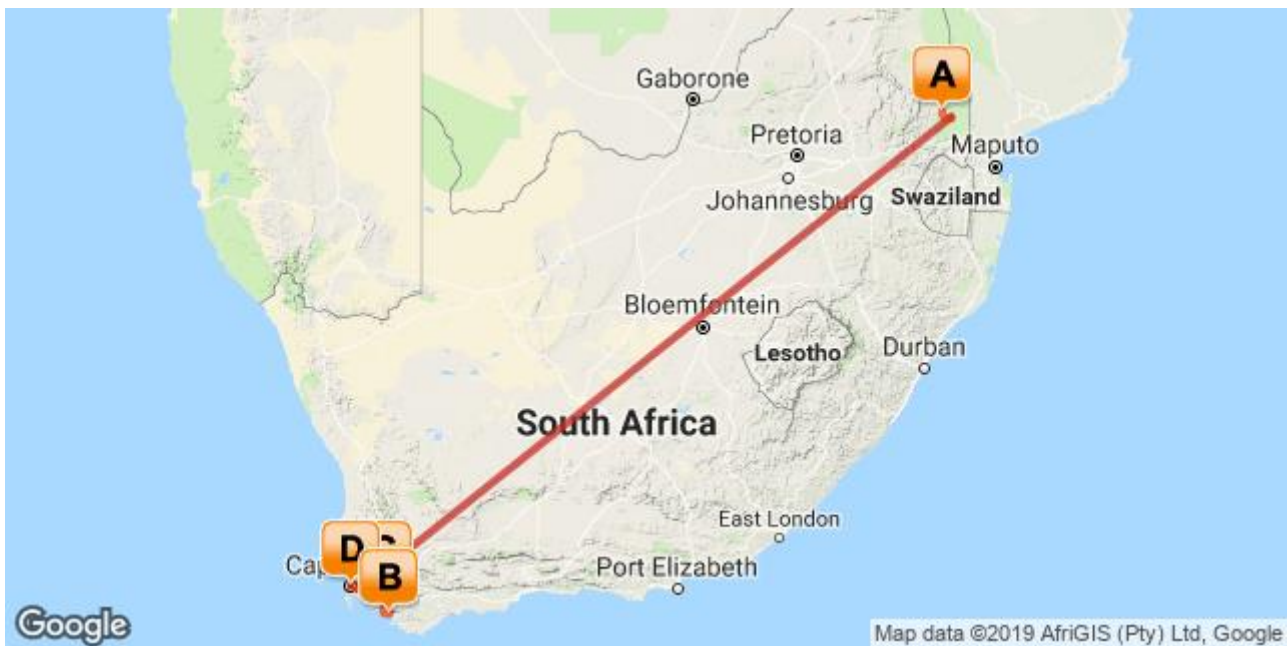 A
Gaborone
Pretoria
Maputo
Johannesburg
Swaziland
Bloemfontein
Lesotho
Durban
South Africa
East London
D
B
Port Elizabeth
Google
Map data ©2019 AfriGIS (Pty) Ltd, Google